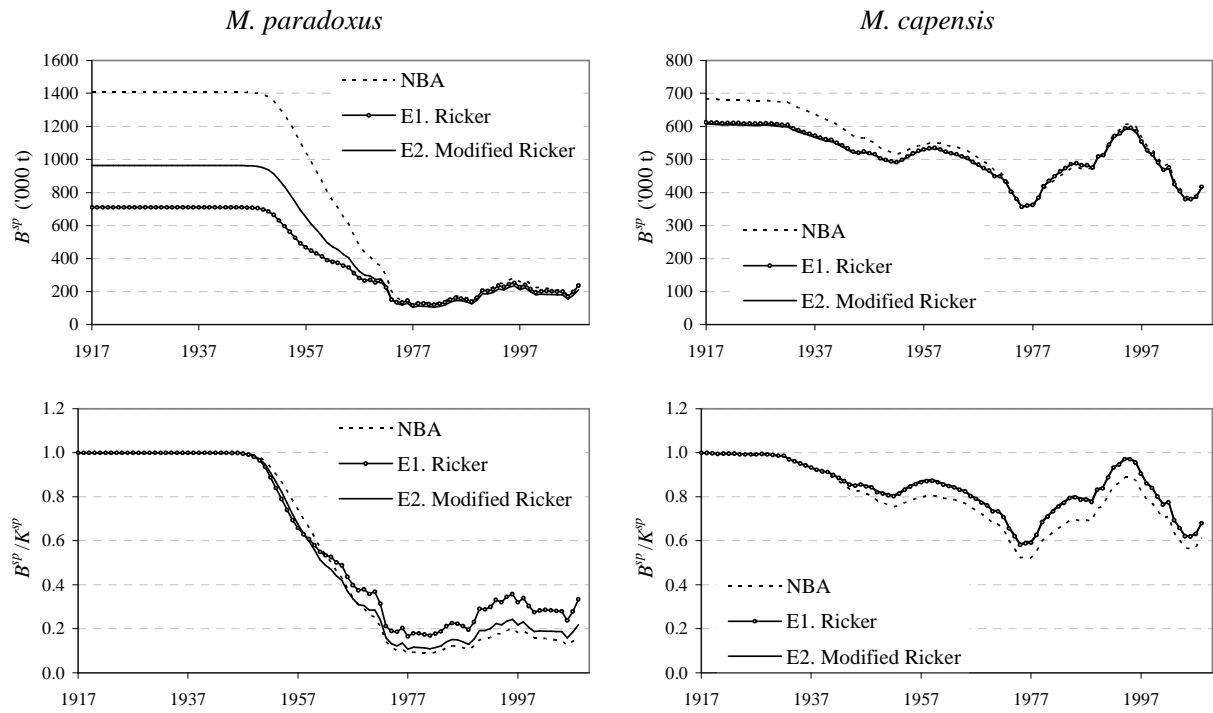 M. paradoxus
M. capensis
1600
1400
1200
1000
800
600
400
200
0
B^sp ('000 t)
NBA
E1. Ricker
E2. Modified Ricker
1917 1937 1957 1977 1997
800
700
600
500
400
300
200
100
0
B^sp ('000 t)
NBA
E1. Ricker
E2. Modified Ricker
1917 1937 1957 1977 1997
1.2
1.0
0.8
0.6
0.4
0.2
0.0
B^sp/K^sp
NBA
E1. Ricker
E2. Modified Ricker
1917 1937 1957 1977 1997
1.2
1.0
0.8
0.6
0.4
0.2
0.0
B^sp/K^sp
NBA
E1. Ricker
E2. Modified Ricker
1917 1937 1957 1977 1997